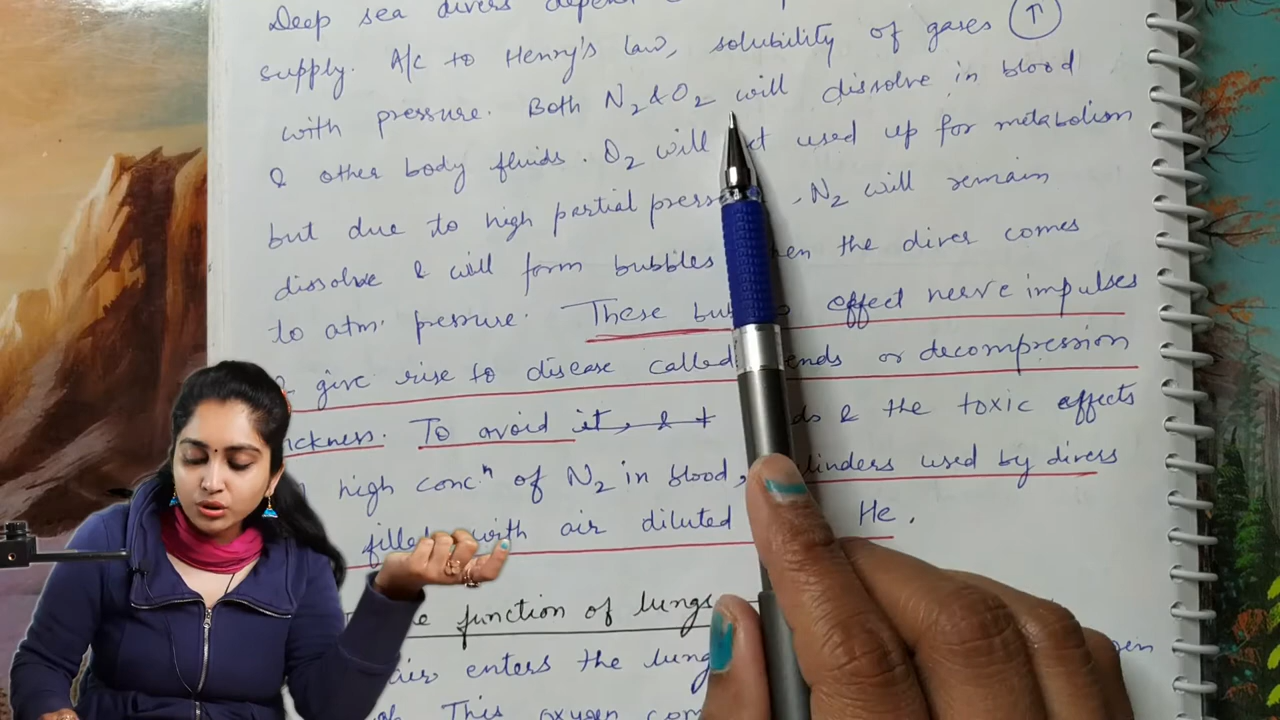 Deep sea divers depend
supply. A/c to Henry's law, solubility of gases ↑
with pressure. Both N2 & O2 will dissolve in blood
& other body fluids. O2 will used up for metabolism
but due to high partial , N2 will remain
dissolve & will form bubbles the diver comes
to atm. pressure. These effect nerve impulses
give rise to disease called or decompression
To avoid & the toxic effects
high concn of N2 in blood, used by divers
with air diluted He.
function of lungs
air enters the
This oxygen